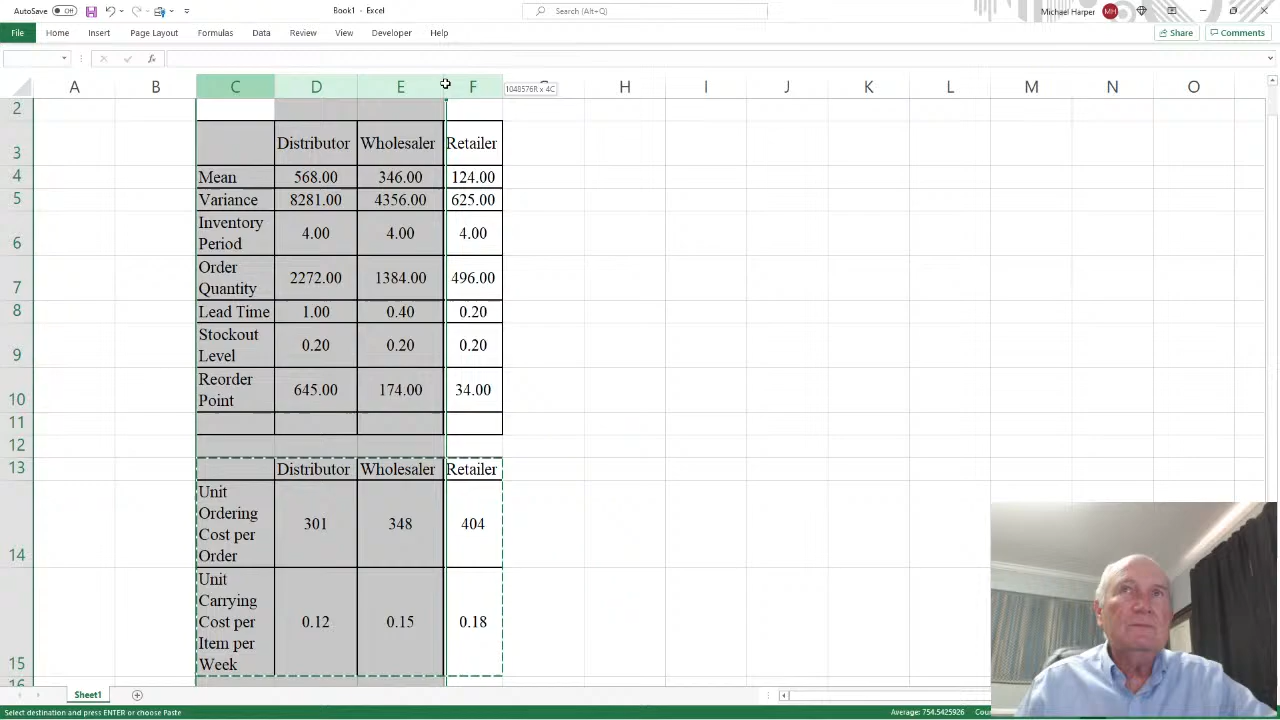 AutoSave Off Book1 - Excel Search (Alt+Q) Michael Harper MH
File Home Insert Page Layout Formulas Data Review View Developer Help Share Comments
fx
A B C D E F 1048576R x 4C H I J K L M N O
2
3 Distributor Wholesaler Retailer
4 Mean 568.00 346.00 124.00
5 Variance 8281.00 4356.00 625.00
Inventory
6 Period 4.00 4.00 4.00
Order
7 Quantity 2272.00 1384.00 496.00
8 Lead Time 1.00 0.40 0.20
Stockout
9 Level 0.20 0.20 0.20
Reorder
10 Point 645.00 174.00 34.00
11
12
13 Distributor Wholesaler Retailer
Unit
Ordering
Cost per
14 Order 301 348 404
Unit
Carrying
Cost per
Item per
15 Week 0.12 0.15 0.18
Sheet1
Select destination and press ENTER or choose Paste Average: 754.5425926